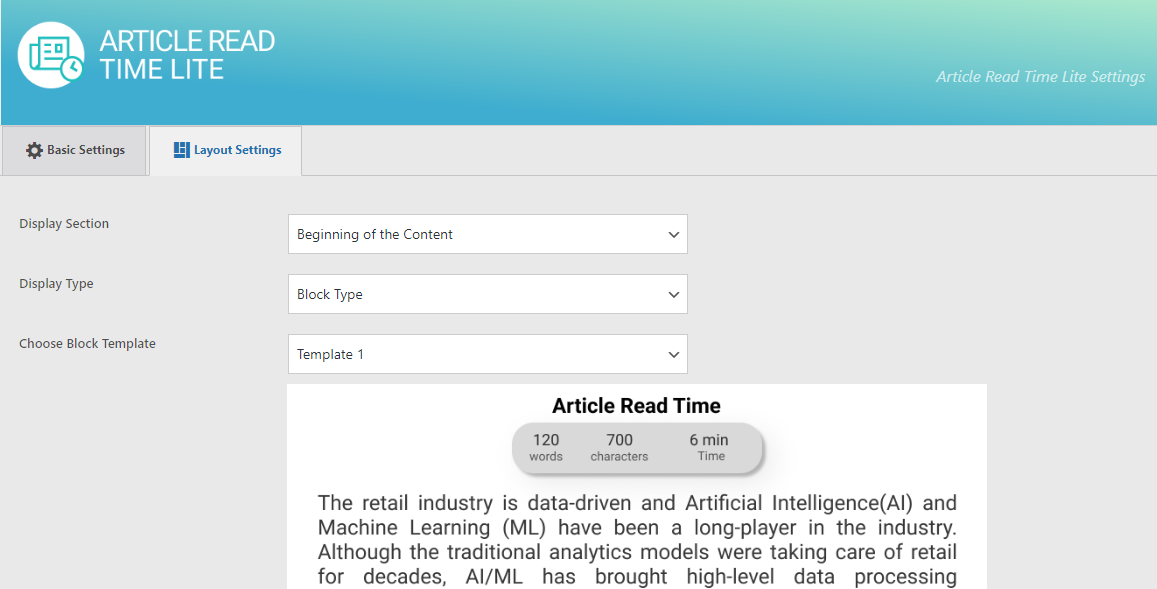 ARTICLE READ
TIME LITE
Article Read Time Lite Settings
Basic Settings
Layout Settings
Display Section
Beginning of the Content
Display Type
Block Type
Choose Block Template
Template 1
Article Read Time
120 700 6 min
words characters Time
The retail industry is data-driven and Artificial Intelligence(AI) and
Machine Learning (ML) have been a long-player in the industry.
Although the traditional analytics models were taking care of retail
for decades, AI/ML has brought high-level data processing